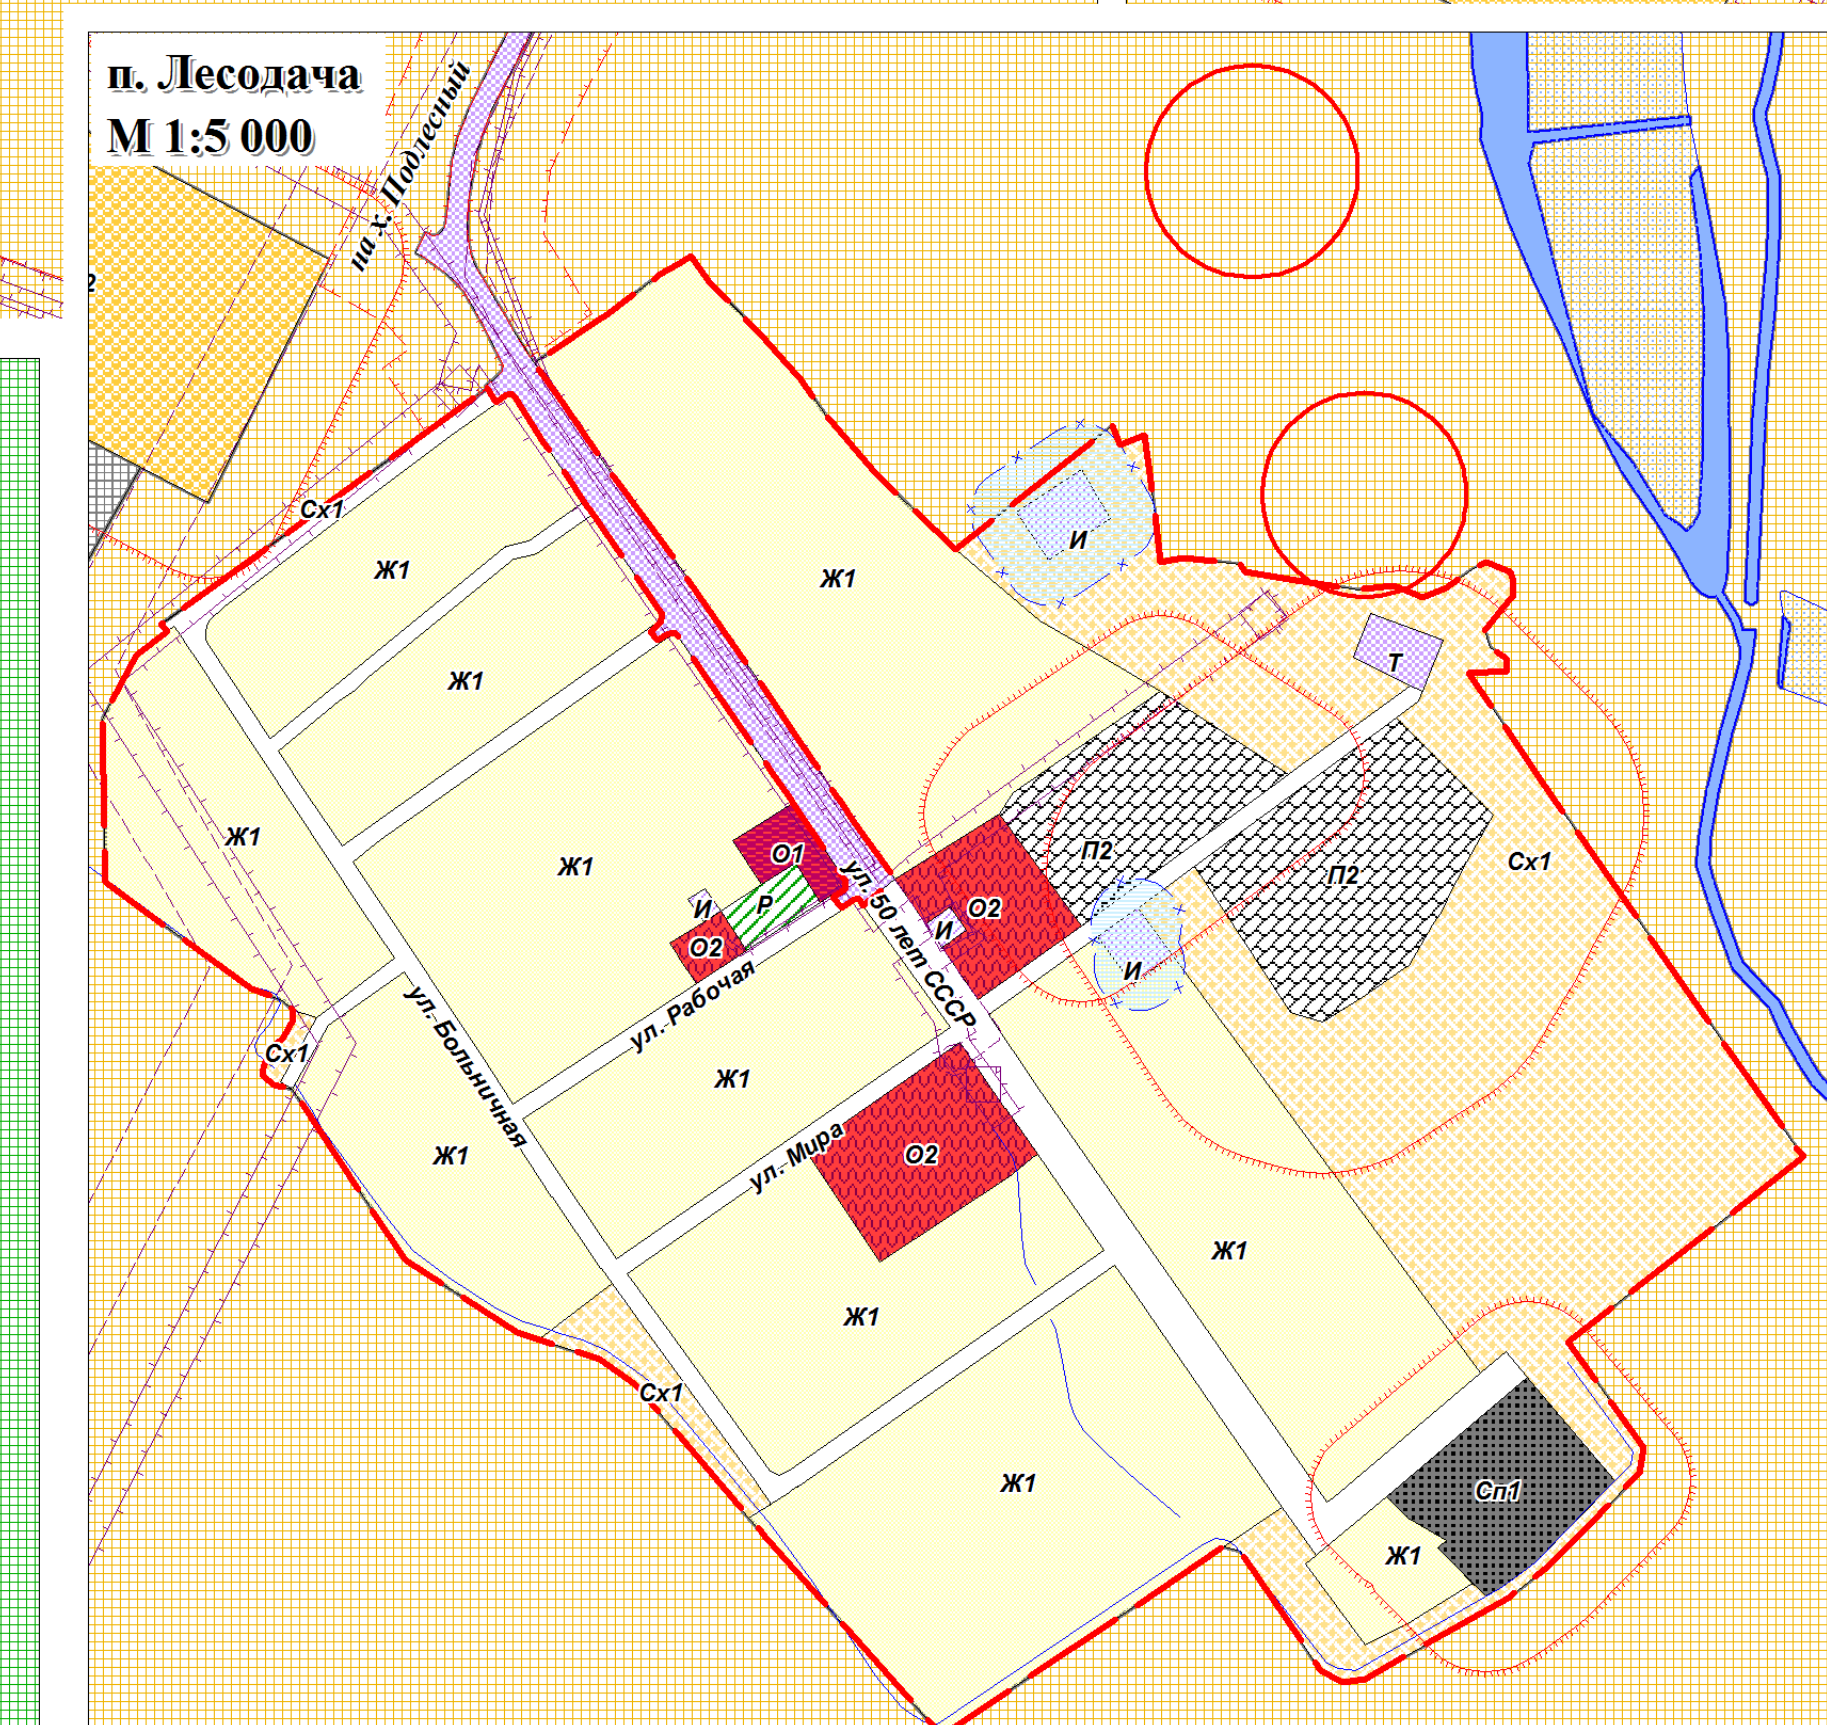 п. Лесодача
М 1:5 000
на х. Подлесный
2
Сх1
Ж1
И
Ж1
Ж1
Т
Ж1
Ж1
О1
П2
Сх1
Ж1
П2
И
Р
О2
И
О2
И
ул. 50 лет СССР
ул. Рабочая
ул. Больничная
Сх1
Ж1
Ж1
О2
ул. Мира
Ж1
Ж1
Сх1
Ж1
Сп1
Ж1